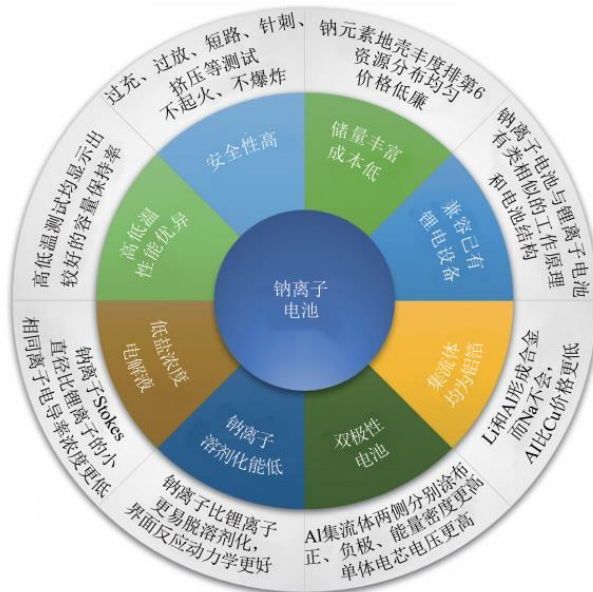 钠离子
电池
储量丰富
成本低
钠元素地壳丰度排第6
资源分布均匀
价格低廉
兼容已有
锂电设备
钠离子电池与锂离子电池
有类相似的工作原理
和电池结构
集流体
均为铝箔
Li和Al形成合金
而Na不会，
Al比Cu价格更低
双极性
电池
Al集流体两侧分别涂布
正、负极、能量密度更高
单体电芯电压更高
钠离子
溶剂化能低
钠离子比锂离子
更易脱溶剂化，
界面反应动力学更好
低盐浓度
电解液
钠离子Stokes
直径比锂离子的小
相同离子电导索浓度更低
高低温
性能优异
高低温测试均显示出
较好的容量保持率
安全性高
过充、过放、短路、针刺、
挤压等测试
不起火、不爆炸